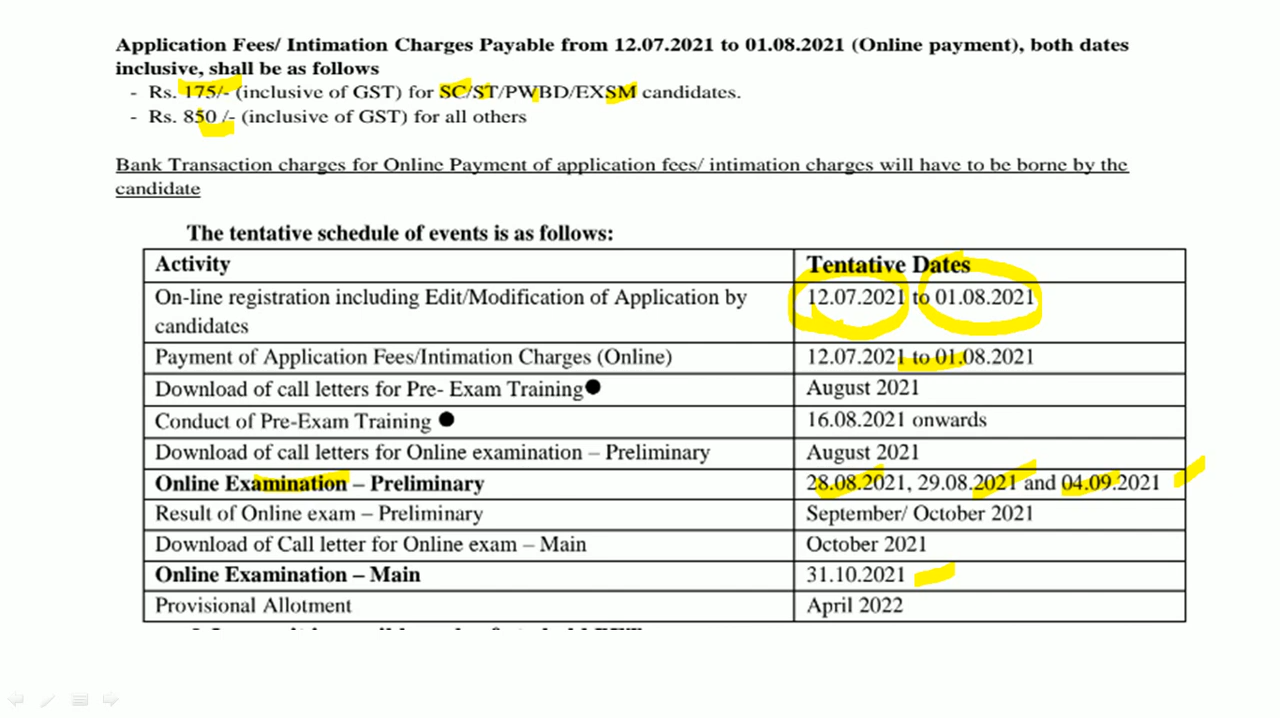 Application Fees/ Intimation Charges Payable from 12.07.2021 to 01.08.2021 (Online payment), both dates
inclusive, shall be as follows
- Rs. 175/- (inclusive of GST) for SC/ST/PWBD/EXSM candidates.
- Rs. 850 /- (inclusive of GST) for all others
Bank Transaction charges for Online Payment of application fees/ intimation charges will have to be borne by the
candidate
The tentative schedule of events is as follows:
Activity Tentative Dates
On-line registration including Edit/Modification of Application by 12.07.2021 to 01.08.2021
candidates
Payment of Application Fees/Intimation Charges (Online) 12.07.2021 to 01.08.2021
Download of call letters for Pre- Exam Training● August 2021
Conduct of Pre-Exam Training ● 16.08.2021 onwards
Download of call letters for Online examination – Preliminary August 2021
Online Examination – Preliminary 28.08.2021, 29.08.2021 and 04.09.2021
Result of Online exam – Preliminary September/ October 2021
Download of Call letter for Online exam – Main October 2021
Online Examination – Main 31.10.2021
Provisional Allotment April 2022